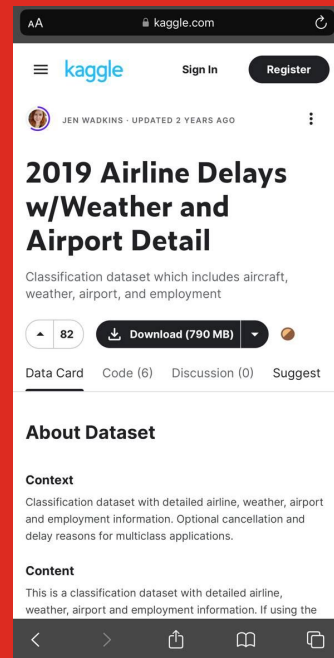 AA kaggle.com
kaggle Sign In Register
JEN WADKINS · UPDATED 2 YEARS AGO
2019 Airline Delays
w/Weather and
Airport Detail
Classification dataset which includes aircraft,
weather, airport, and employment
82 Download (790 MB)
Data Card Code (6) Discussion (0) Suggest
About Dataset
Context
Classification dataset with detailed airline, weather, airport
and employment information. Optional cancellation and
delay reasons for multiclass applications.
Content
This is a classification dataset with detailed airline,
weather, airport and employment information. If using the